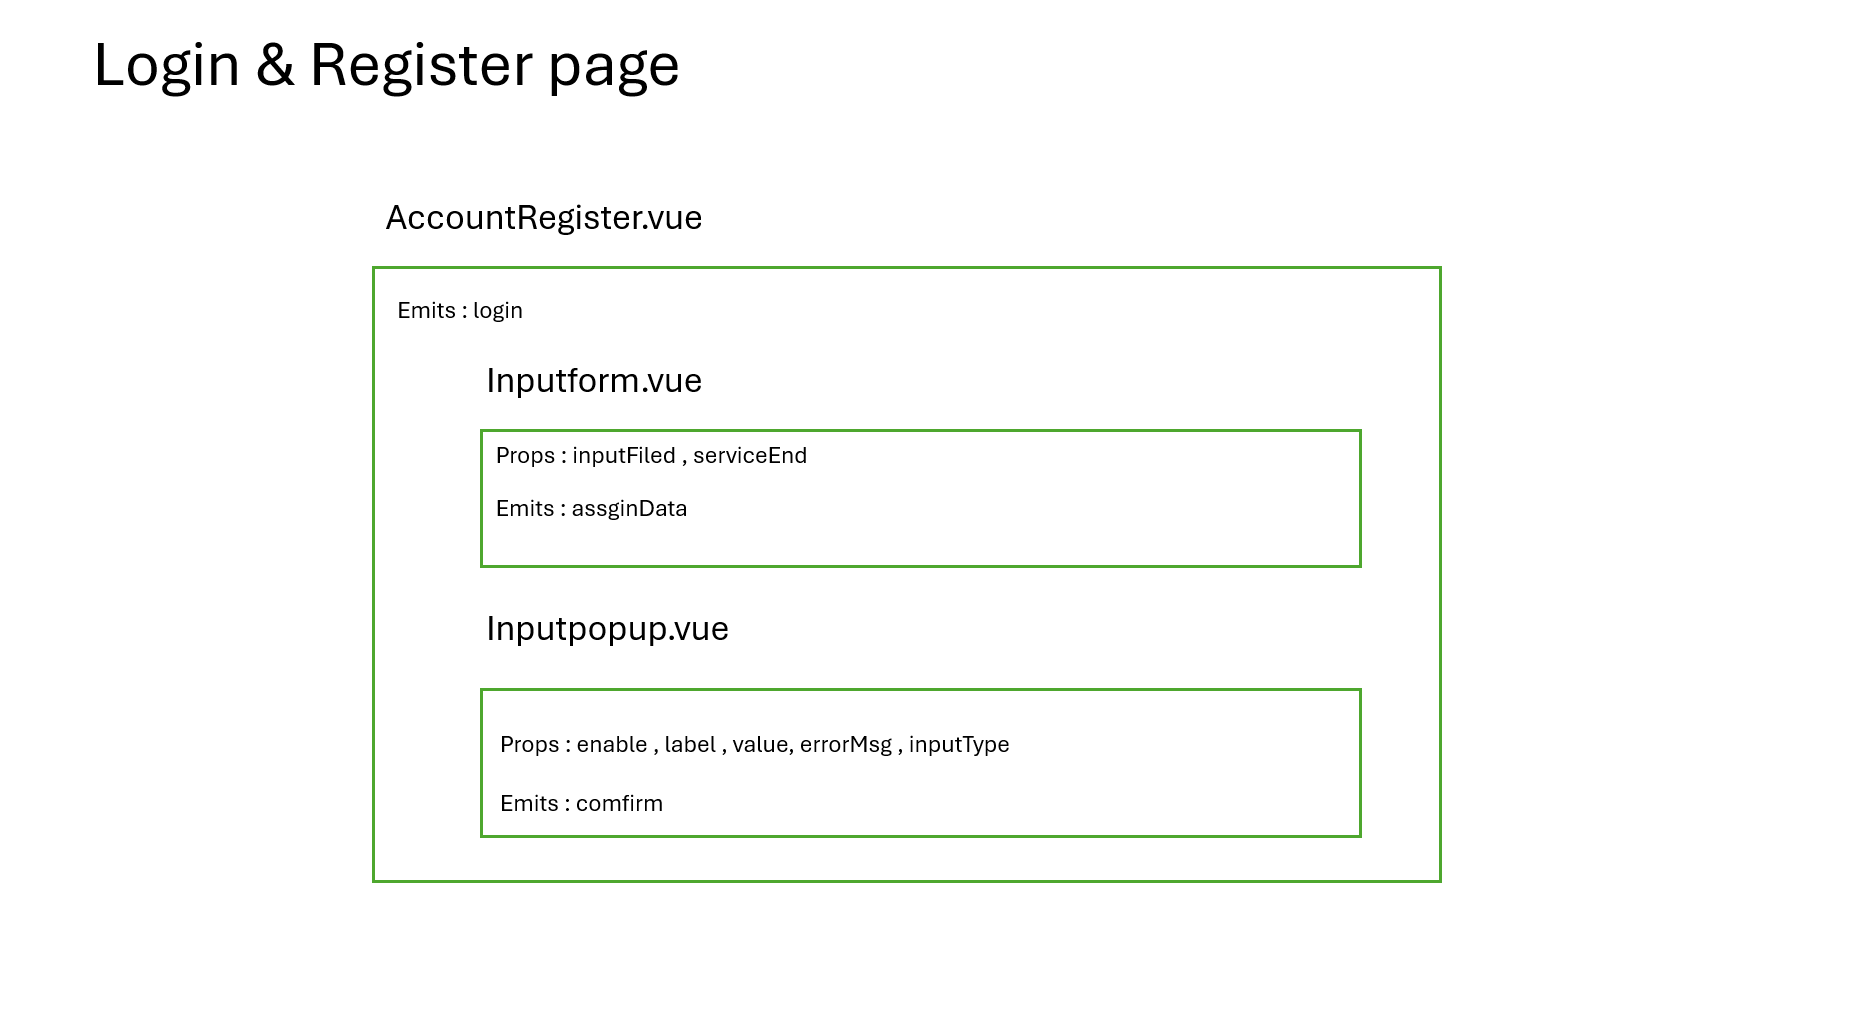 Login & Register page
AccountRegister.vue
Emits : login
Inputform.vue
Props : inputFiled , serviceEnd
Emits : assginData
Inputpopup.vue
Props : enable , label , value, errorMsg , inputType
Emits : comfirm